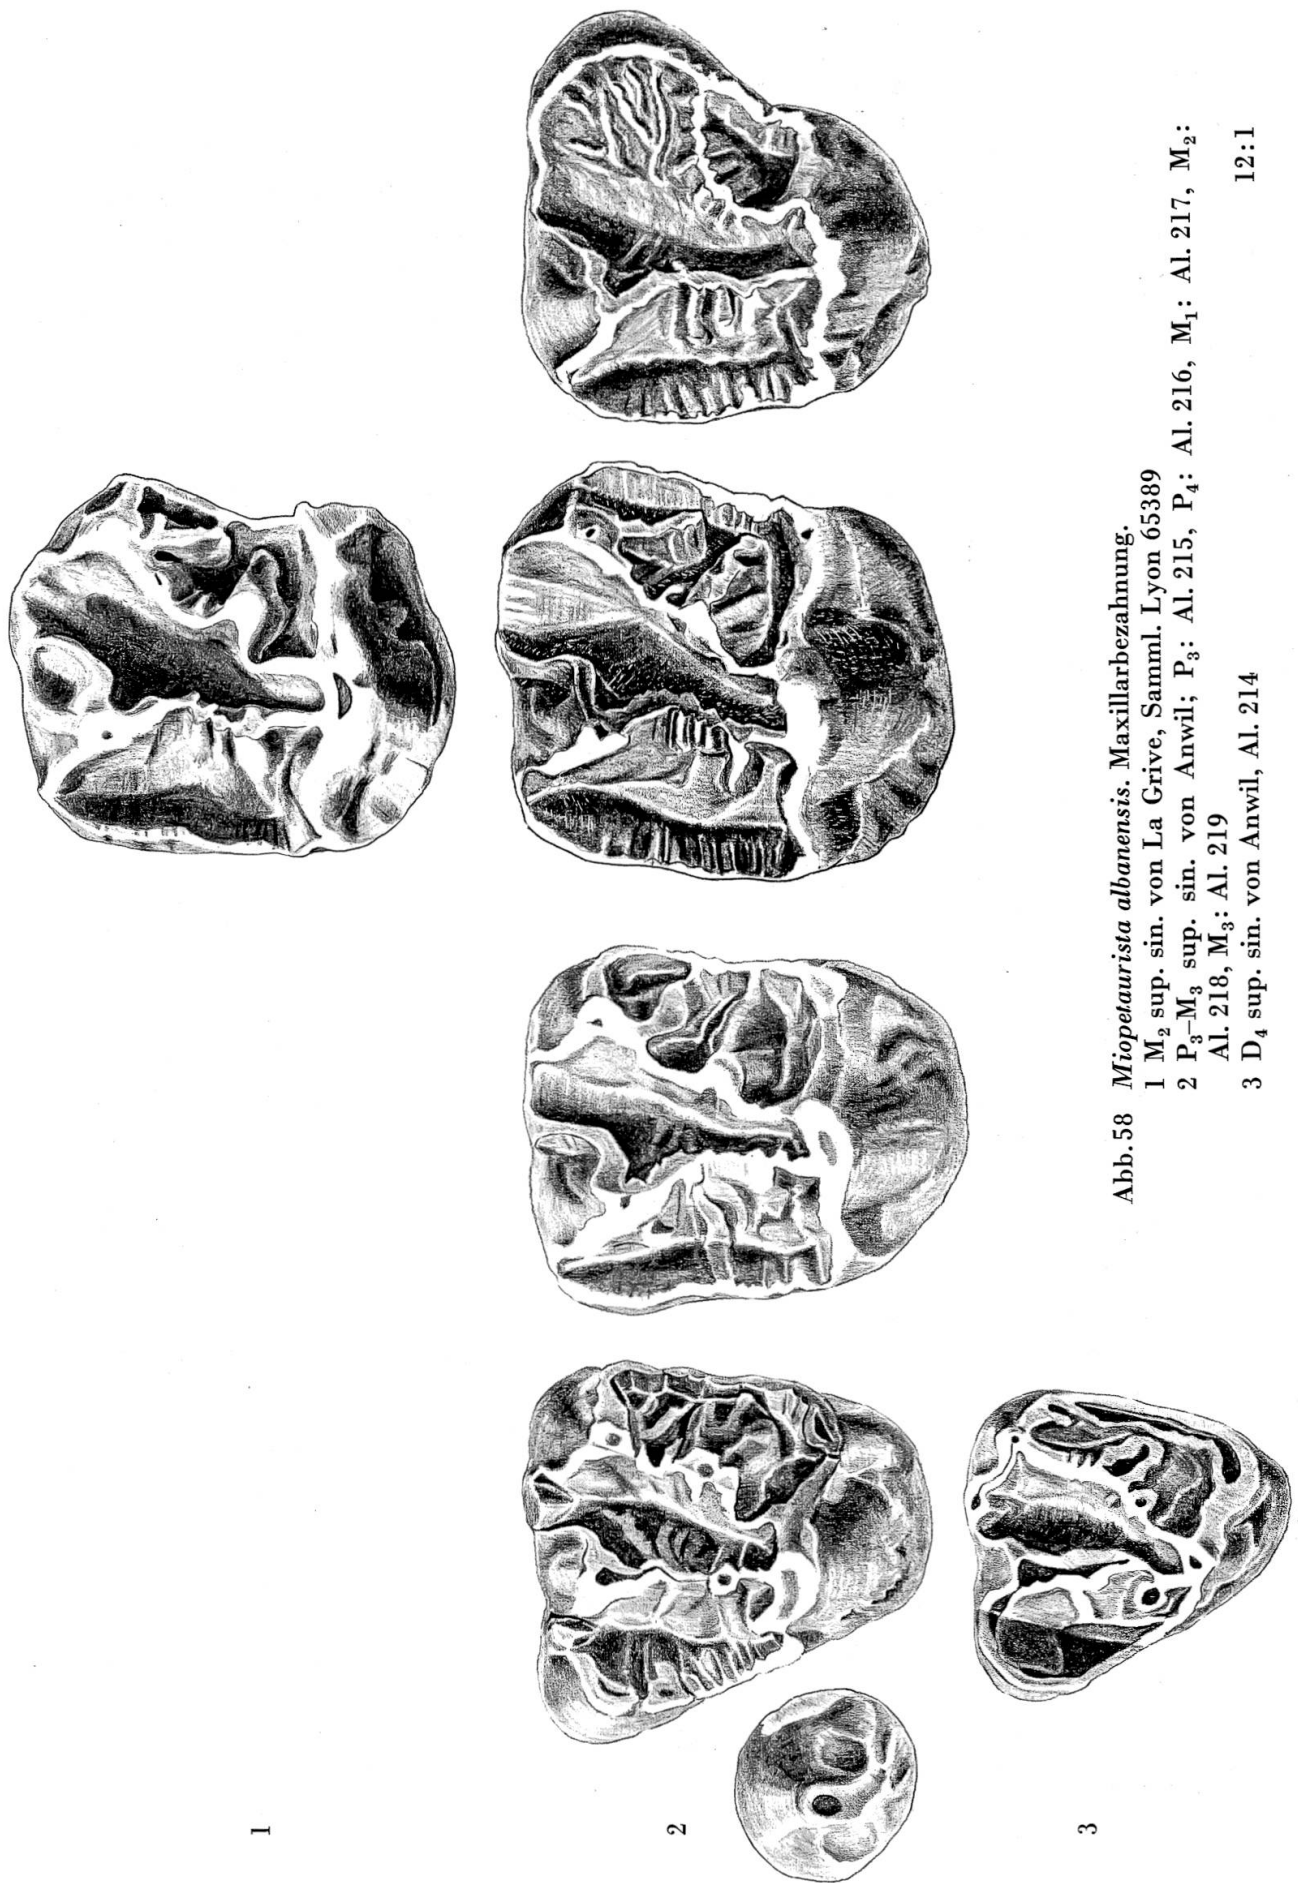 1
2
3
Abb. 58 Miopetaurista albanensis. Maxillarbezahnung.
1 M₂ sup. sin. von La Grive, Samml. Lyon 65389
2 P₃–M₃ sup. sin. von Anwil; P₃: Al. 215, P₄: Al. 216, M₁: Al. 217, M₂:
Al. 218, M₃: Al. 219
3 D₄ sup. sin. von Anwil, Al. 214
12:1